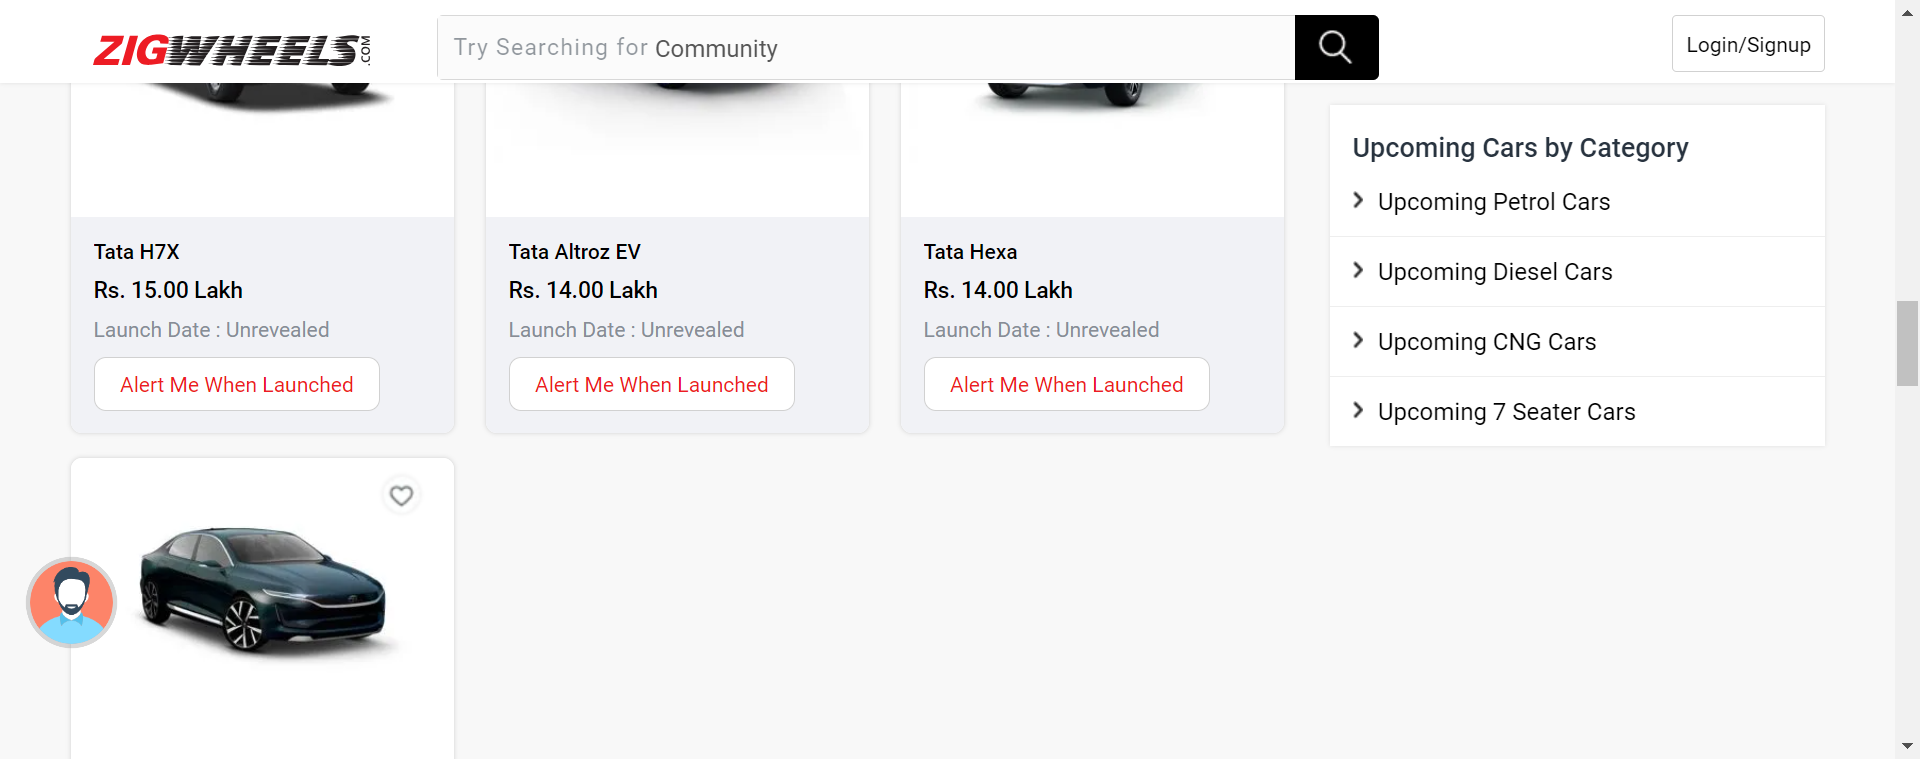 ZIGWHEELS.COM
Try Searching for Community
Login/Signup
Tata H7X
Rs. 15.00 Lakh
Launch Date : Unrevealed
Alert Me When Launched
Tata Altroz EV
Rs. 14.00 Lakh
Launch Date : Unrevealed
Alert Me When Launched
Tata Hexa
Rs. 14.00 Lakh
Launch Date : Unrevealed
Alert Me When Launched
Upcoming Cars by Category
Upcoming Petrol Cars
Upcoming Diesel Cars
Upcoming CNG Cars
Upcoming 7 Seater Cars